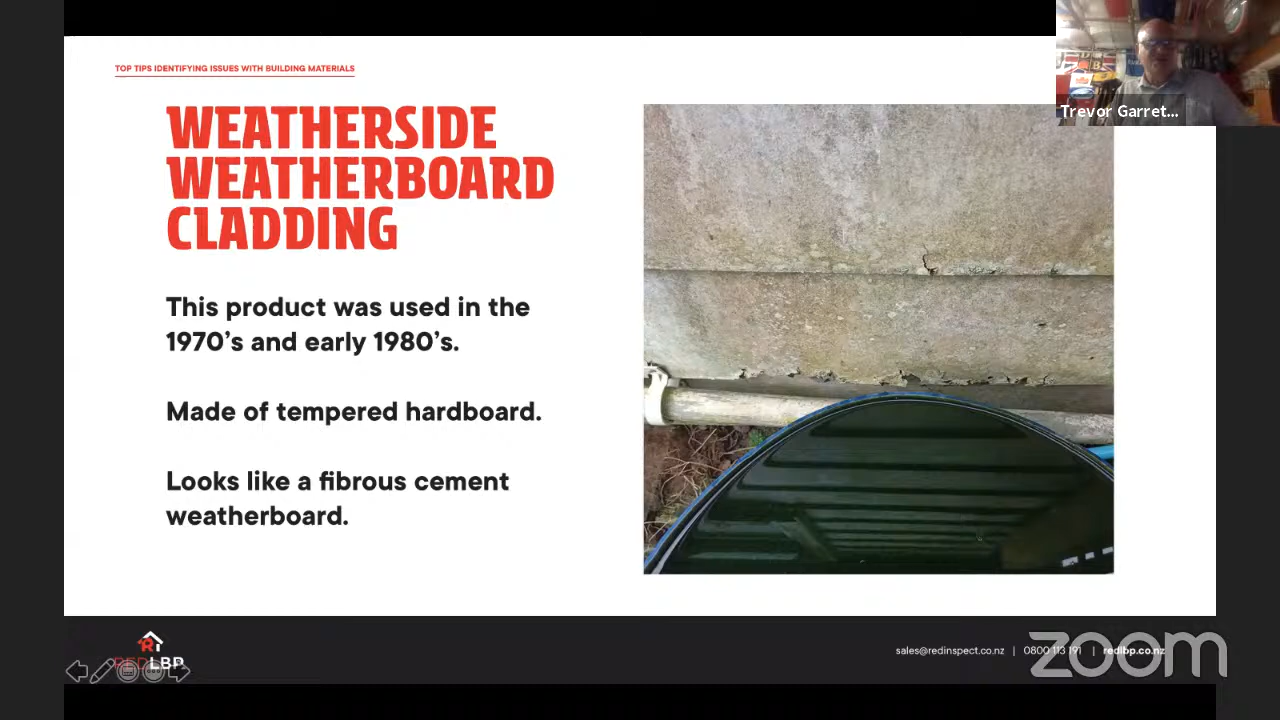 TOP TIPS IDENTIFYING ISSUES WITH BUILDING MATERIALS
Trevor Garret...
WEATHERSIDE
WEATHERBOARD
CLADDING
This product was used in the
1970’s and early 1980’s.
Made of tempered hardboard.
Looks like a fibrous cement
weatherboard.
RED LBP
sales@redinspect.co.nz | 0800 113 191 | redlbp.co.nz
zoom